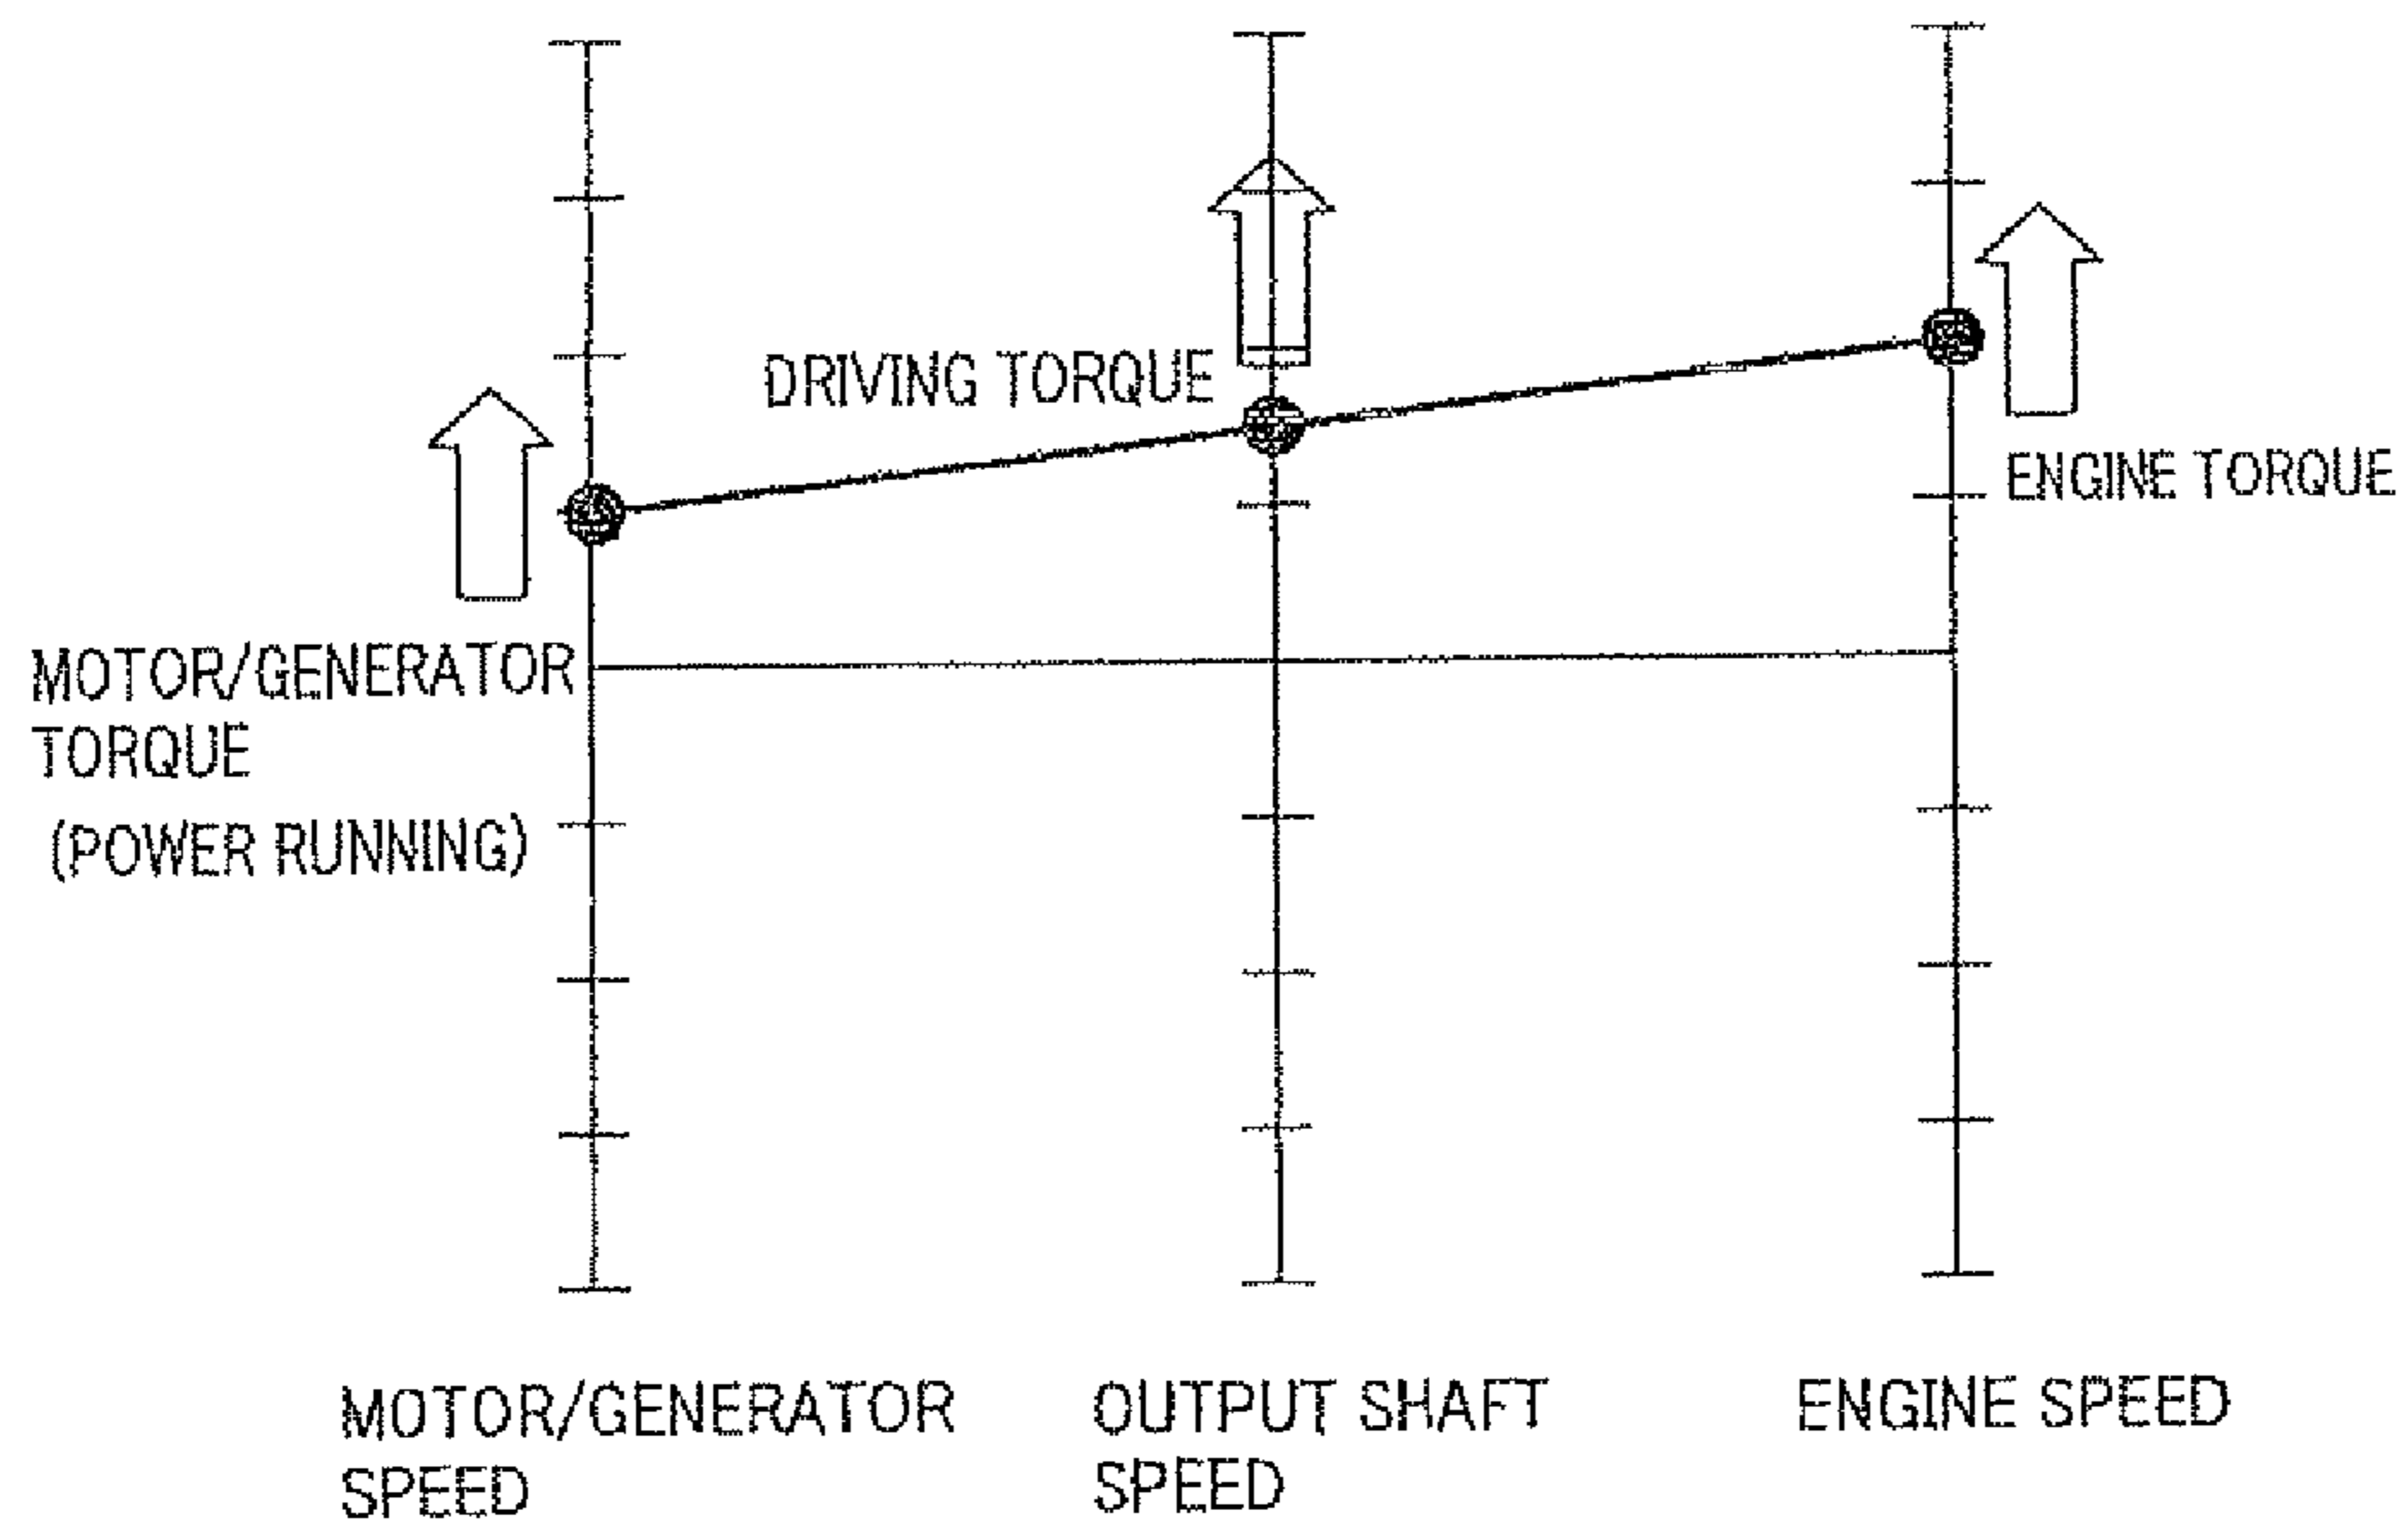 DRIVING TORQUE
ENGINE TORQUE
MOTOR/GENERATOR
TORQUE
(POWER RUNNING)
MOTOR/GENERATOR
SPEED
OUTPUT SHAFT
SPEED
ENGINE SPEED